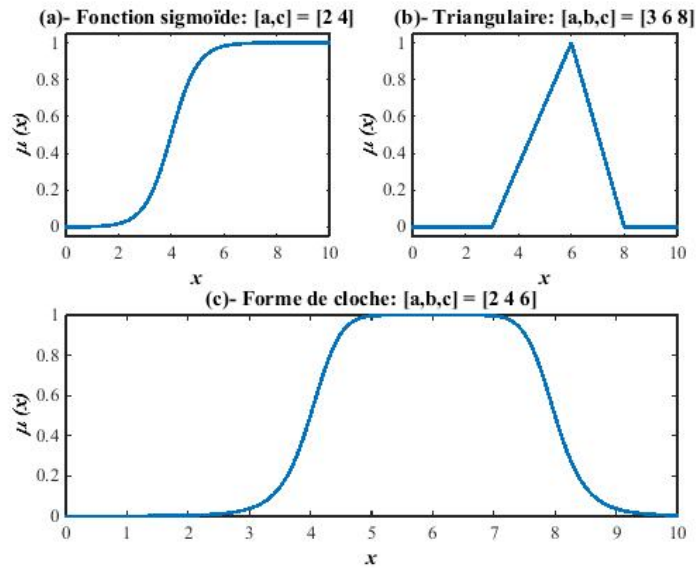 (a)- Fonction sigmoïde: [a,c] = [2 4]
1
0.8
0.6
0.4
0.2
0
μ (x)
0 2 4 6 8 10
x
(b)- Triangulaire: [a,b,c] = [3 6 8]
1
0.8
0.6
0.4
0.2
0
μ (x)
0 2 4 6 8 10
x
(c)- Forme de cloche: [a,b,c] = [2 4 6]
1
0.8
0.6
0.4
0.2
0
μ (x)
0 1 2 3 4 5 6 7 8 9 10
x